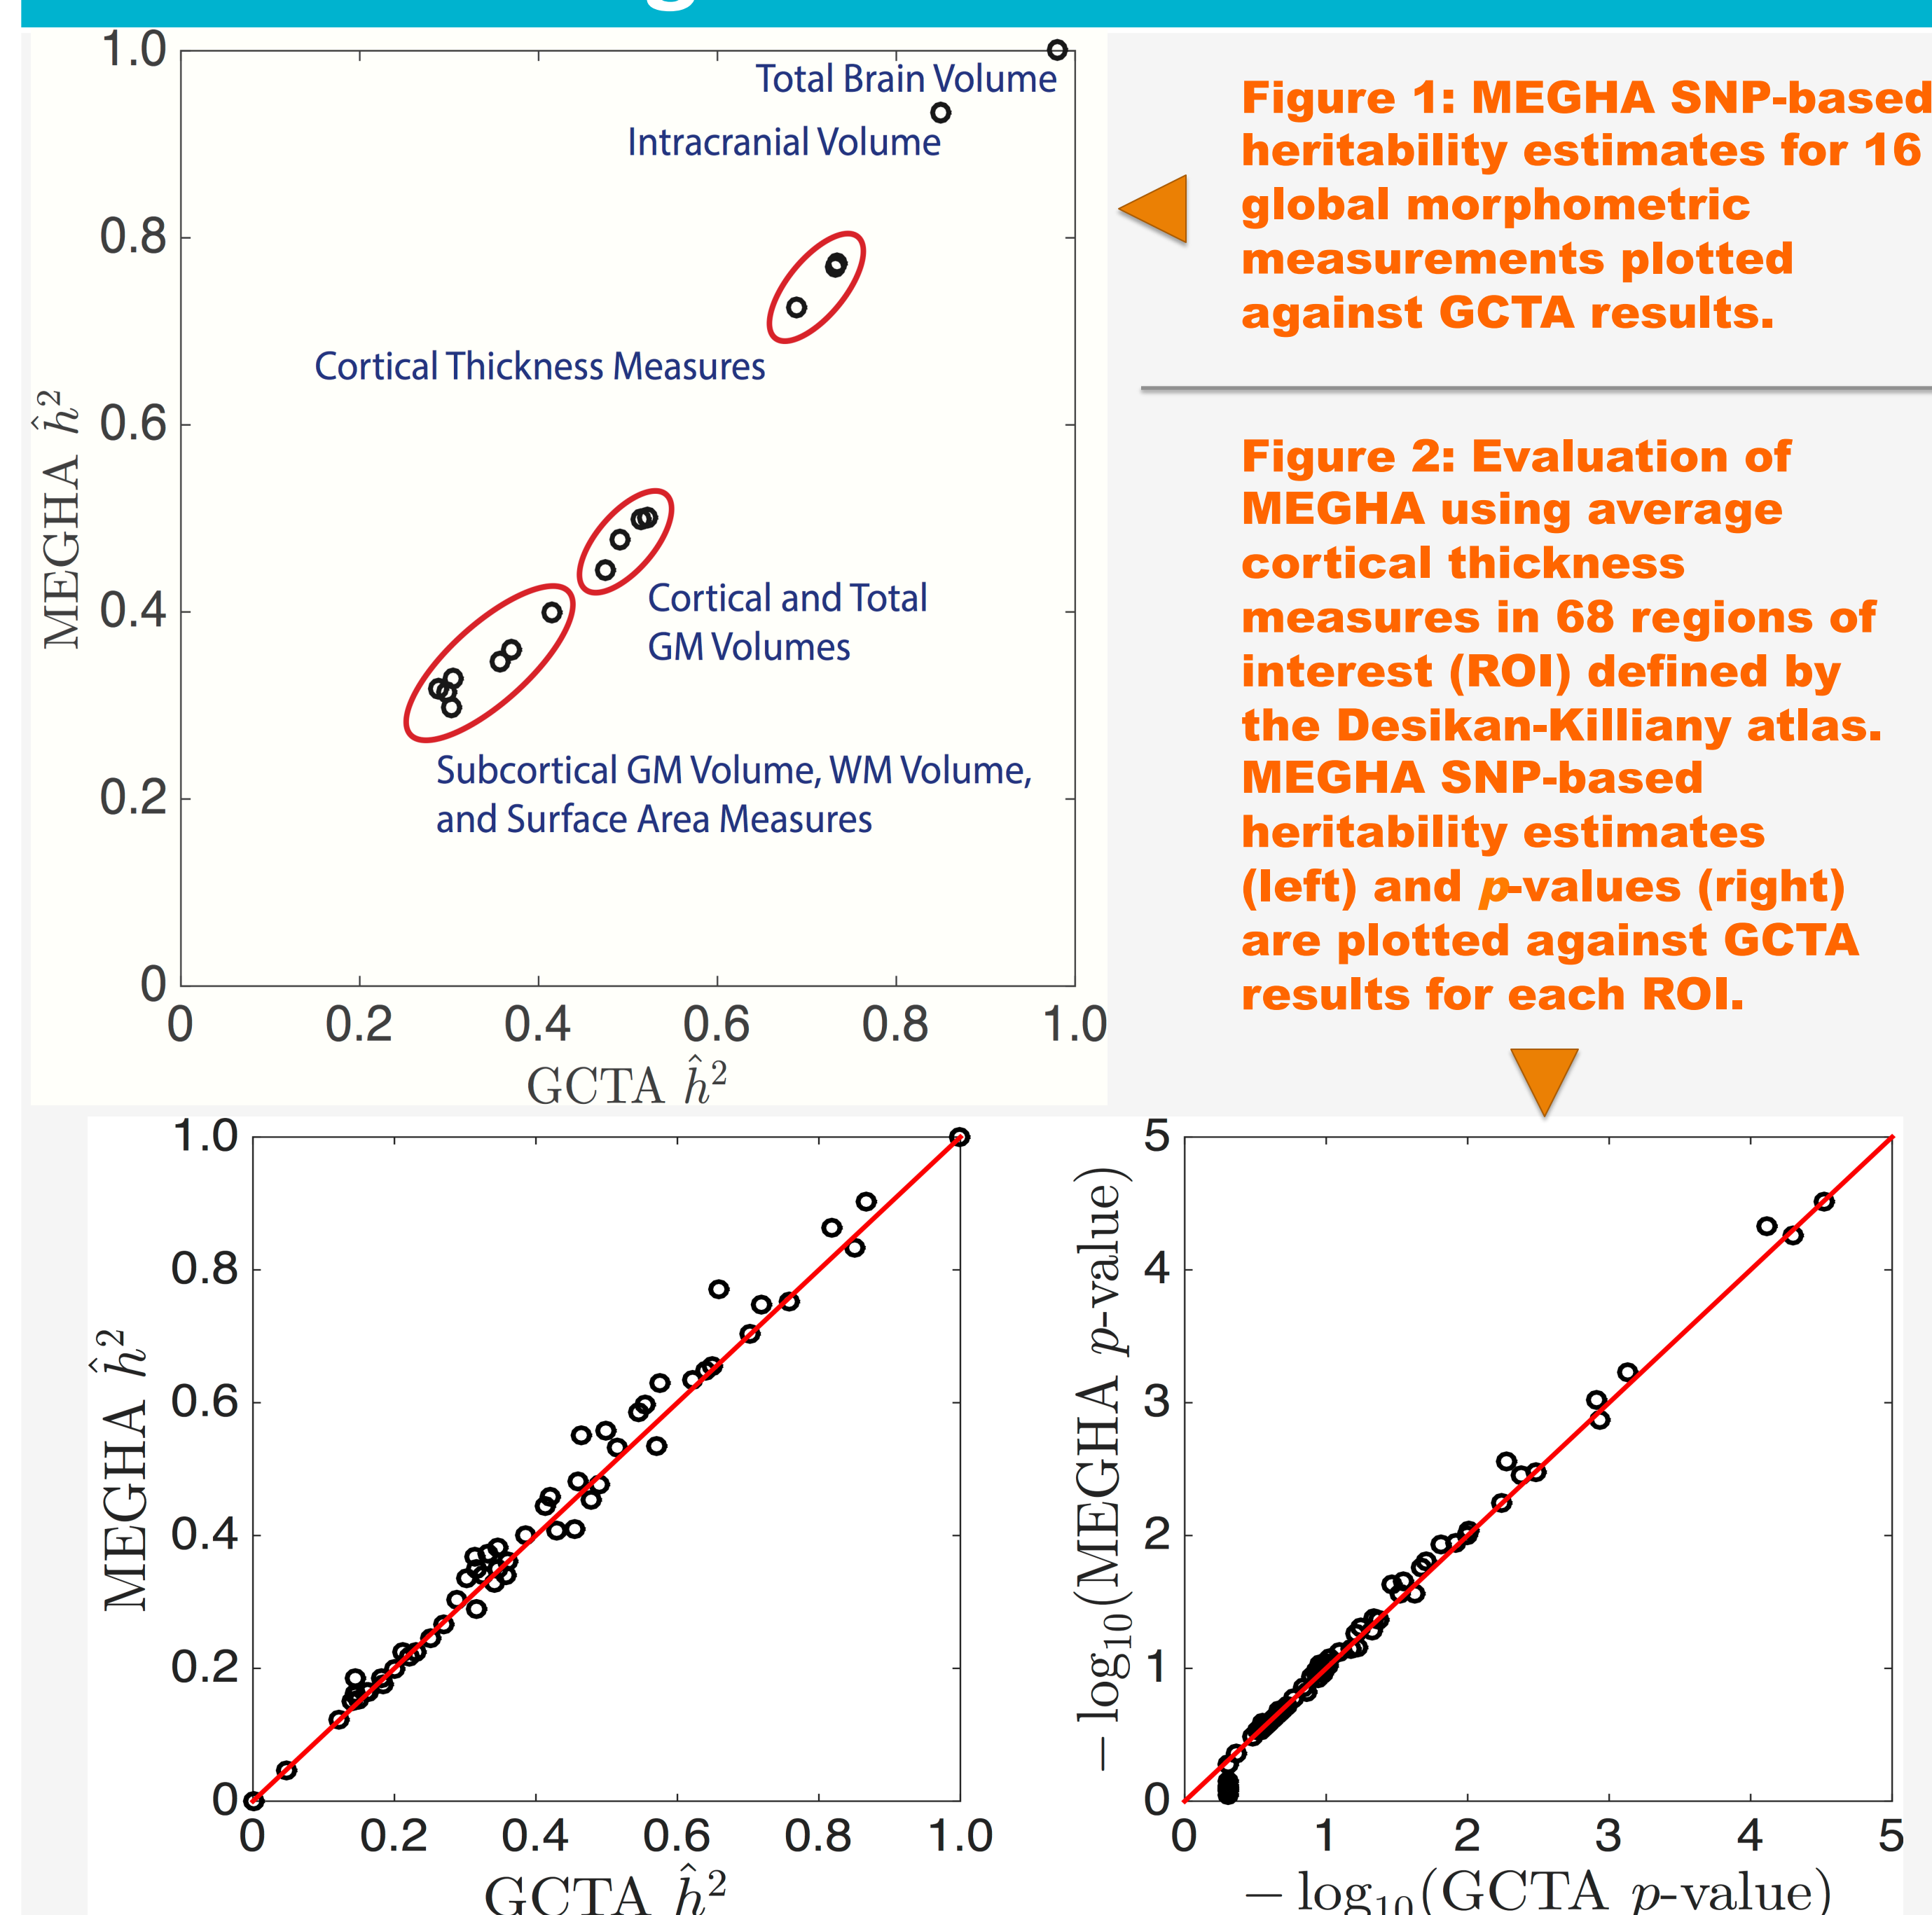 1.0
Total Brain Volume
Intracranial Volume
0.8
Cortical Thickness Measures
0.6
MEGHA ĥ²
Cortical and Total
GM Volumes
0.4
Subcortical GM Volume, WM Volume,
and Surface Area Measures
0.2
0
0 0.2 0.4 0.6 0.8 1.0
GCTA ĥ²
Figure 1: MEGHA SNP-based
heritability estimates for 16
global morphometric
measurements plotted
against GCTA results.
Figure 2: Evaluation of
MEGHA using average
cortical thickness
measures in 68 regions of
interest (ROI) defined by
the Desikan-Killiany atlas.
MEGHA SNP-based
heritability estimates
(left) and p-values (right)
are plotted against GCTA
results for each ROI.
1.0
0.8
0.6
0.4
0.2
0
MEGHA ĥ²
0 0.2 0.4 0.6 0.8 1.0
GCTA ĥ²
5
4
3
2
1
0
− log₁₀(MEGHA p-value)
0 1 2 3 4 5
− log₁₀(GCTA p-value)